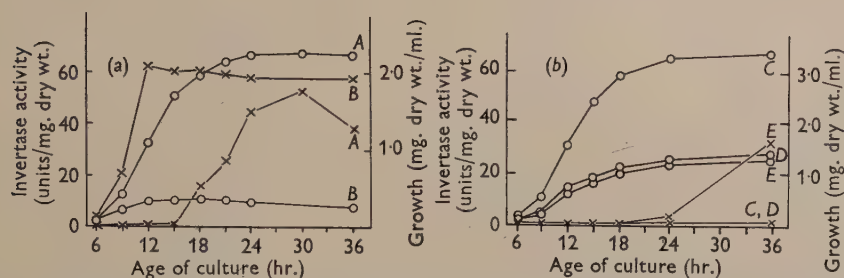 (a)
Invertase activity
(units/mg. dry wt.)
60
40
20
0
6 12 18 24 30 36
Age of culture (hr.)
A
B
A
B
2·0
1·0
Growth (mg. dry wt./ml.)
(b)
Invertase activity
(units/mg. dry wt.)
60
40
20
0
6 12 18 24 30 36
Age of culture (hr.)
C
E
D
E
C, D
3·0
2·0
1·0
0
Growth (mg. dry wt./ml.)